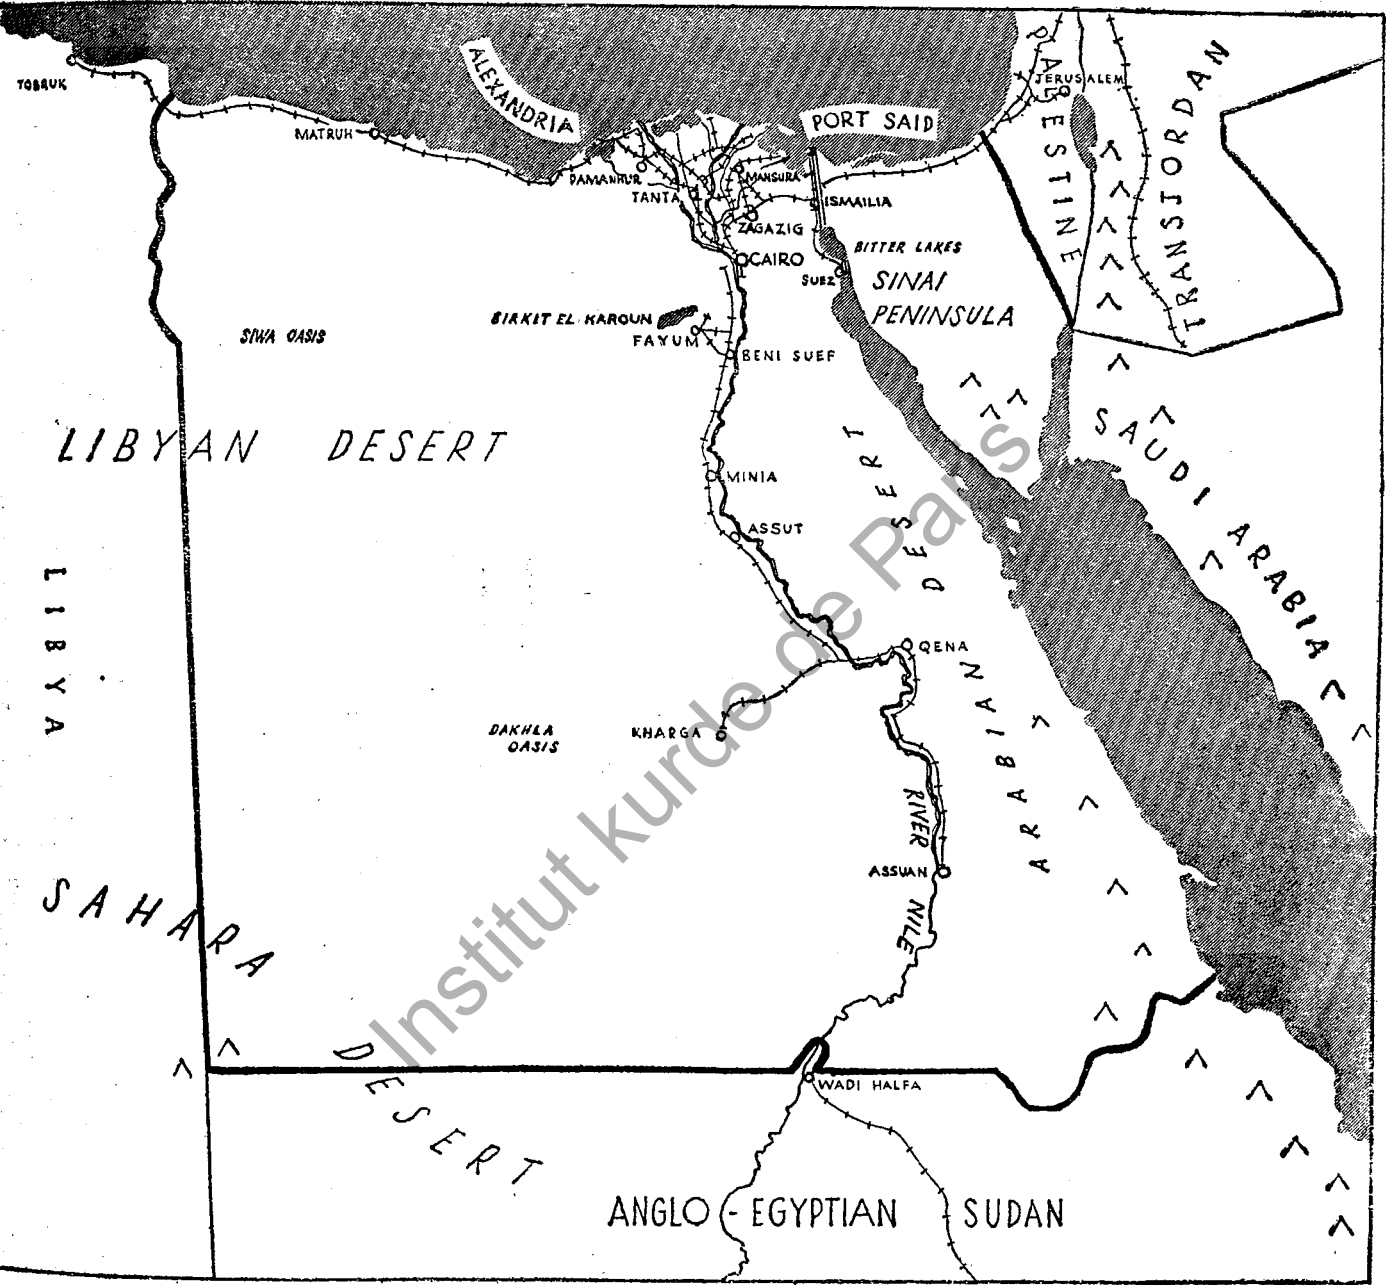 TOBRUK
MATRUH
ALEXANDRIA
PORT SAID
PALESTINE
JERUSALEM
TRANSJORDAN
DAMANHUR
MANSURA
TANTA
ISMAILIA
ZAGAZIG
BITTER LAKES
CAIRO
SUEZ
SINAI
PENINSULA
BIRKIT EL KAROUN
SIWA OASIS
FAYUM
BENI SUEF
LIBYAN DESERT
SAUDI ARABIA
MINIA
ASSUT
ARABIAN DESERT
LIBYA
QENA
DAKHLA
OASIS
KHARGA
RIVER NILE
ASSUAN
SAHARA DESERT
WADI HALFA
ANGLO-EGYPTIAN SUDAN
Institut kurde de Paris